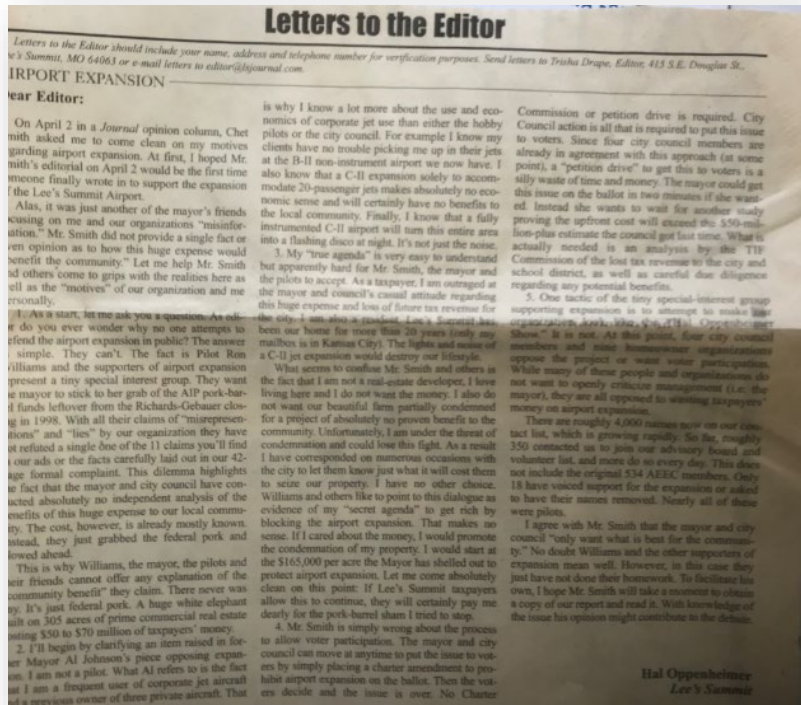 Letters to the Editor
Letters to the Editor should include your name, address and telephone number for verification purposes. Send letters to Trisha Drape, Editor, 415 S.E. Douglas St.,
e's Summit, MO 64063 or e-mail letters to editor@lsjournal.com.
IRPORT EXPANSION
ear Editor:
On April 2 in a Journal opinion column, Chet
mith asked me to come clean on my motives
garding airport expansion. At first, I hoped Mr.
mith's editorial on April 2 would be the first time
meone finally wrote in to support the expansion
f the Lee's Summit Airport.
Alas, it was just another of the mayor's friends
cusing on me and our organizations "misinfor-
ation." Mr. Smith did not provide a single fact or
ven opinion as to how this huge expense would
enefit the community." Let me help Mr. Smith
d others come to grips with the realities here as
ell as the "motives" of our organization and me
ersonally.
1. As a start, let me ask you a question. As edi-
r do you ever wonder why no one attempts to
efend the airport expansion in public? The answer
simple. They can't. The fact is Pilot Ron
illiams and the supporters of airport expansion
present a tiny special interest group. They want
e mayor to stick to her grab of the AIP pork-bar-
l funds leftover from the Richards-Gebauer clos-
g in 1998. With all their claims of "misrepresen-
tions" and "lies" by our organization they have
ot refuted a single one of the 11 claims you'll find
our ads or the facts carefully laid out in our 42-
age formal complaint. This dilemma highlights
e fact that the mayor and city council have con-
ucted absolutely no independent analysis of the
enefits of this huge expense to our local commu-
ity. The cost, however, is already mostly known.
stead, they just grabbed the federal pork and
lowed ahead.
This is why Williams, the mayor, the pilots and
eir friends cannot offer any explanation of the
ommunity benefit" they claim. There never was
y. It's just federal pork. A huge white elephant
uilt on 305 acres of prime commercial real estate
sting $50 to $70 million of taxpayers' money.
2. I'll begin by clarifying an item raised in for-
er Mayor Al Johnson's piece opposing expan-
on. I am not a pilot. What Al refers to is the fact
at I am a frequent user of corporate jet aircraft
d a previous owner of three private aircraft. That
is why I know a lot more about the use and eco-
nomics of corporate jet use than either the hobby
pilots or the city council. For example I know my
clients have no trouble picking me up in their jets
at the B-II non-instrument airport we now have. I
also know that a C-II expansion solely to accom-
modate 20-passenger jets makes absolutely no eco-
nomic sense and will certainly have no benefits to
the local community. Finally, I know that a fully
instrumented C-II airport will turn this entire area
into a flashing disco at night. It's not just the noise.
3. My "true agenda" is very easy to understand
but apparently hard for Mr. Smith, the mayor and
the pilots to accept. As a taxpayer, I am outraged at
the mayor and council's casual attitude regarding
this huge expense and loss of future tax revenue for
the city. I am also a resident. Lee's Summit has
been our home for more than 20 years (only my
mailbox is in Kansas City). The lights and noise of
a C-II jet expansion would destroy our lifestyle.
What seems to confuse Mr. Smith and others is
the fact that I am not a real-estate developer, I love
living here and I do not want the money. I also do
not want our beautiful farm partially condemned
for a project of absolutely no proven benefit to the
community. Unfortunately, I am under the threat of
condemnation and could lose this fight. As a result
I have corresponded on numerous occasions with
the city to let them know just what it will cost them
to seize our property. I have no other choice.
Williams and others like to point to this dialogue as
evidence of my "secret agenda" to get rich by
blocking the airport expansion. That makes no
sense. If I cared about the money, I would promote
the condemnation of my property. I would start at
the $165,000 per acre the Mayor has shelled out to
protect airport expansion. Let me come absolutely
clean on this point: If Lee's Summit taxpayers
allow this to continue, they will certainly pay me
dearly for the pork-barrel sham I tried to stop.
4. Mr. Smith is simply wrong about the process
to allow voter participation. The mayor and city
council can move at anytime to put the issue to vot-
ers by simply placing a charter amendment to pro-
hibit airport expansion on the ballot. Then the vot-
ers decide and the issue is over. No Charter
Commission or petition drive is required. City
Council action is all that is required to put this issue
to voters. Since four city council members are
already in agreement with this approach (at some
point), a "petition drive" to get this to voters is a
silly waste of time and money. The mayor could get
this issue on the ballot in two minutes if she want-
ed. Instead she wants to wait for another study
proving the upfront cost will exceed the $50-mil-
lion-plus estimate the council got last time. What is
actually needed is an analysis by the TIF
Commission of the lost tax revenue to the city and
school district, as well as careful due diligence
regarding any potential benefits.
5. One tactic of the tiny special-interest group
supporting expansion is to attempt to make our
organization look like the "Hal Oppenheimer
Show." It is not. At this point, four city council
members and nine homeowner organizations
oppose the project or want voter participation.
While many of these people and organizations do
not want to openly criticize management (i.e. the
mayor), they are all opposed to wasting taxpayers'
money on airport expansion.
There are roughly 4,000 names now on our con-
tact list, which is growing rapidly. So far, roughly
350 contacted us to join our advisory board and
volunteer list, and more do so every day. This does
not include the original 534 AEEC members. Only
18 have voiced support for the expansion or asked
to have their names removed. Nearly all of these
were pilots.
I agree with Mr. Smith that the mayor and city
council "only want what is best for the communi-
ty." No doubt Williams and the other supporters of
expansion mean well. However, in this case they
just have not done their homework. To facilitate his
own, I hope Mr. Smith will take a moment to obtain
a copy of our report and read it. With knowledge of
the issue his opinion might contribute to the debate.
Hal Oppenheimer
Lee's Summit